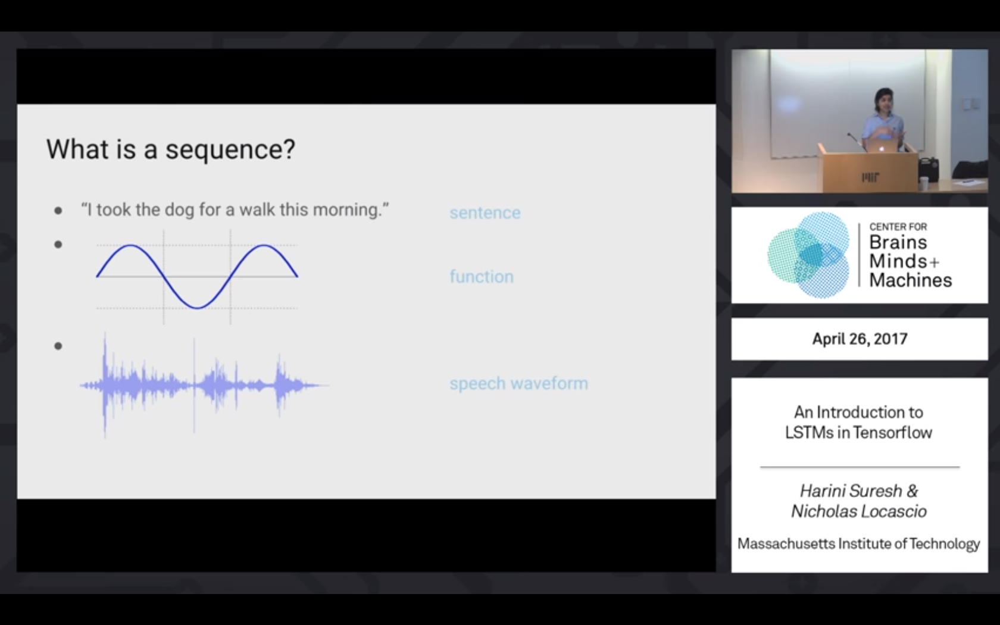 What is a sequence?
“I took the dog for a walk this morning.”
sentence
function
speech waveform
MIT
CENTER FOR
Brains
Minds+
Machines
April 26, 2017
An Introduction to
LSTMs in Tensorflow
Harini Suresh &
Nicholas Locascio
Massachusetts Institute of Technology